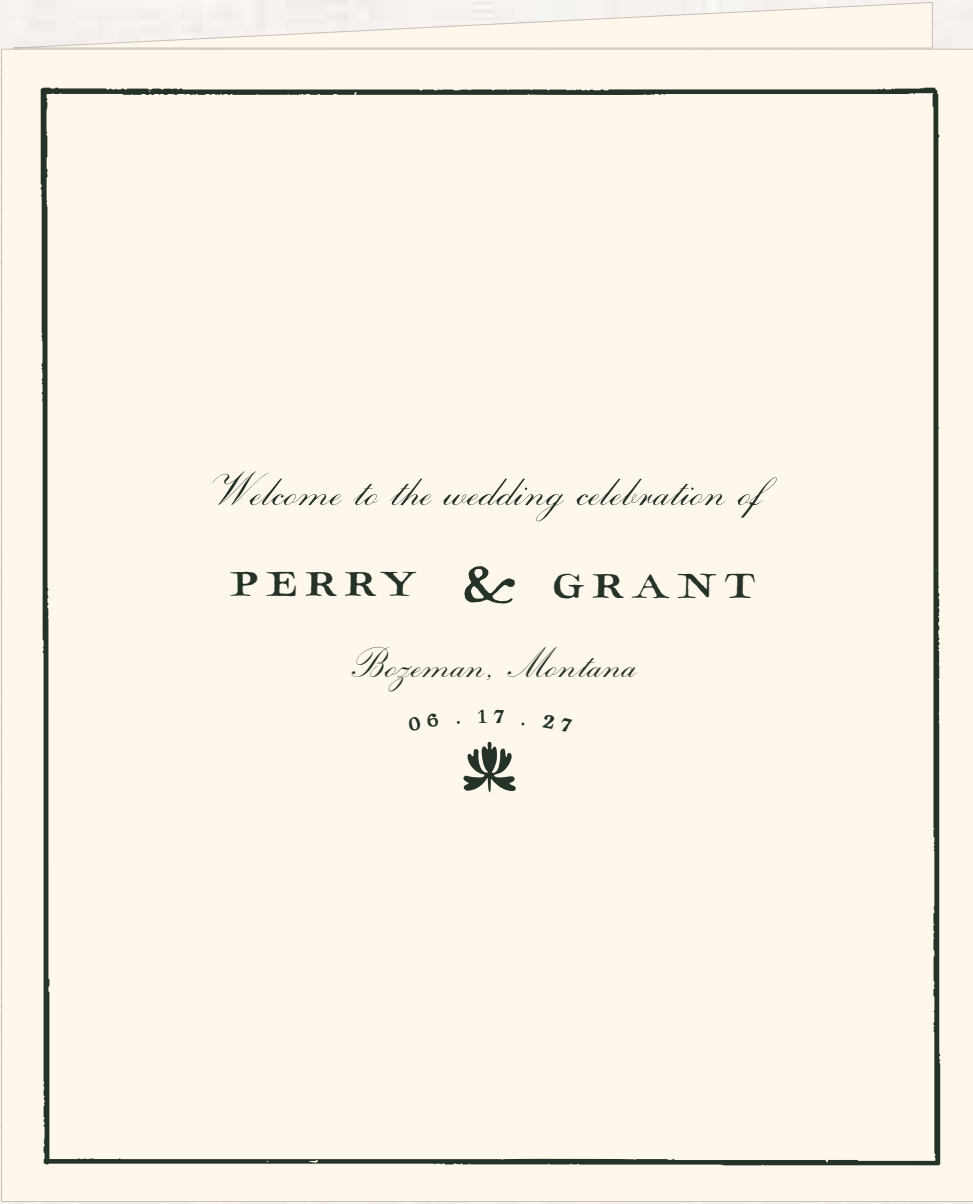 Welcome to the wedding celebration of
PERRY & GRANT
Bozeman, Montana
06 . 17 . 27